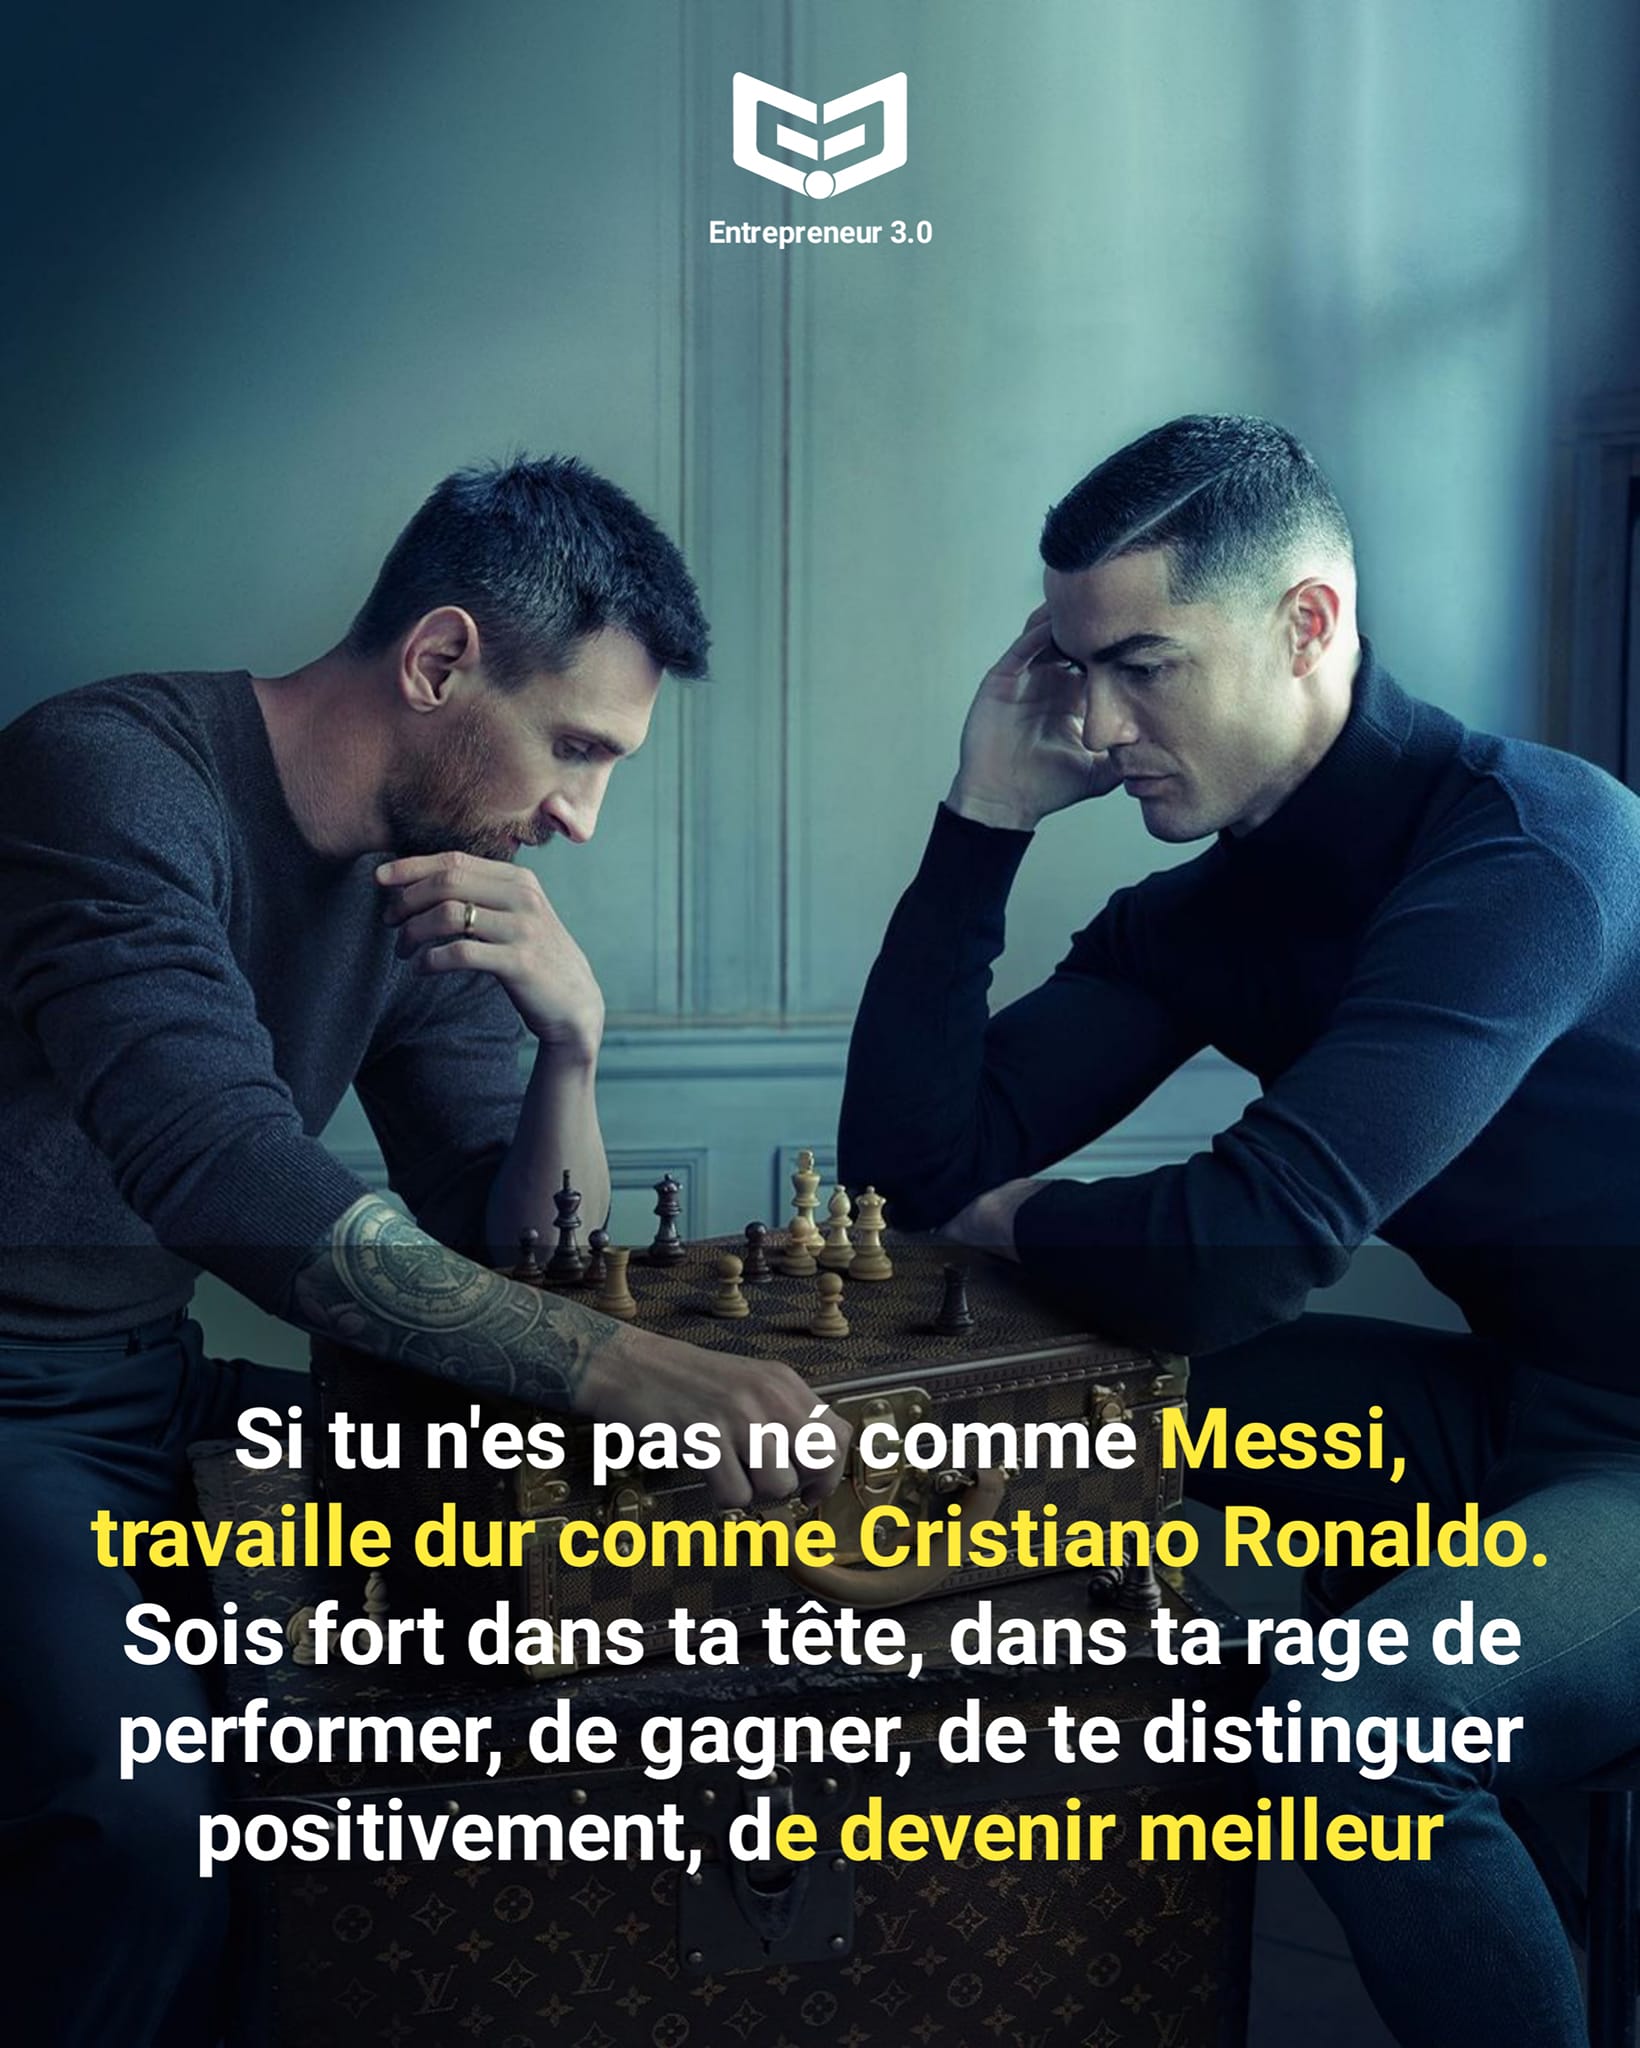 Entrepreneur 3.0
Si tu n'es pas né comme Messi,
travaille dur comme Cristiano Ronaldo.
Sois fort dans ta tête, dans ta rage de
performer, de gagner, de te distinguer
positivement, de devenir meilleur